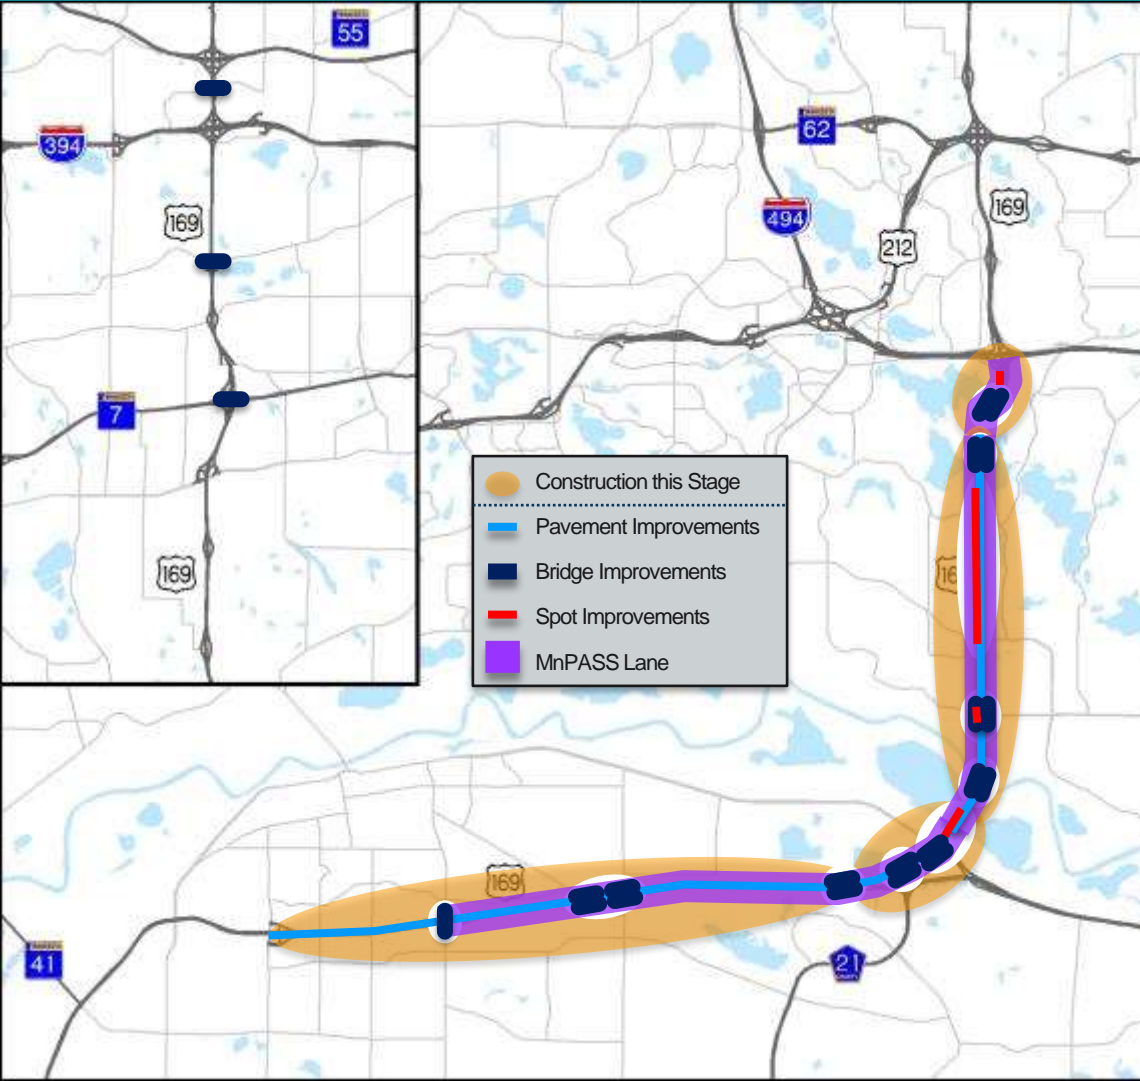 55
394
169
7
169
62
494
212
169
Construction this Stage
Pavement Improvements
Bridge Improvements
Spot Improvements
MnPASS Lane
16
169
41
21